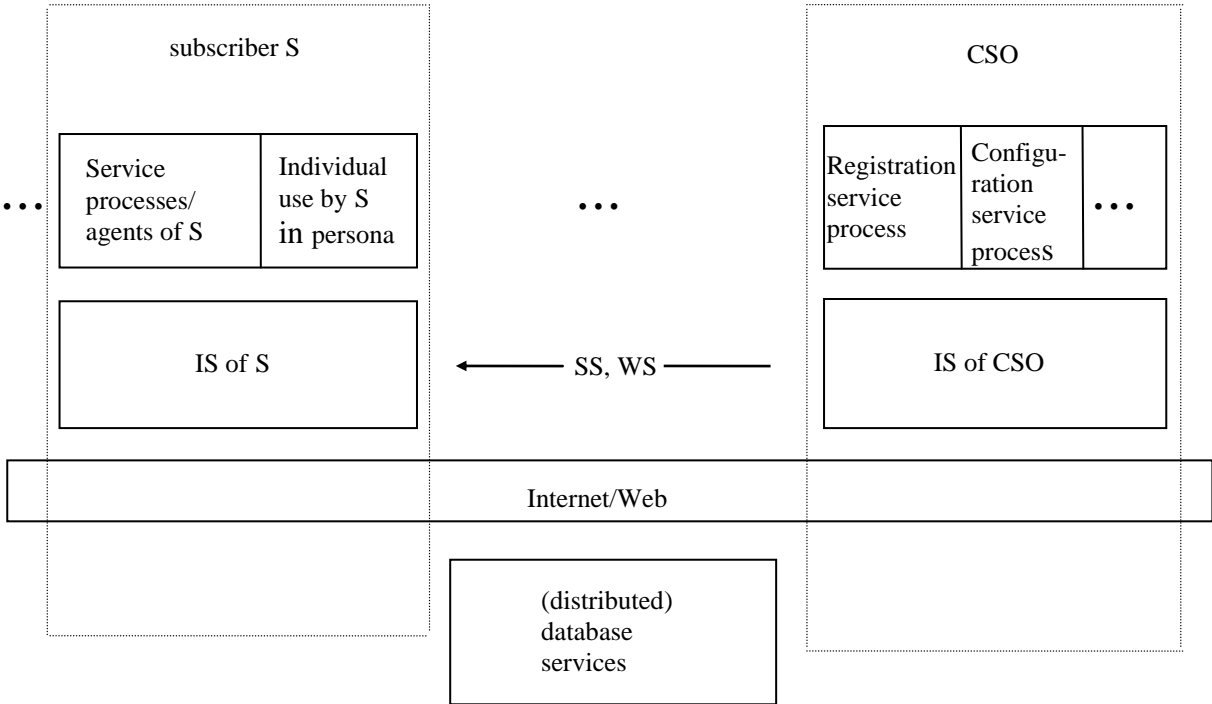 subscriber S
CSO
Service
processes/
agents of S
Individual
use by S
in persona
Registration
service
process
Configu-
ration
service
process
...
...
...
IS of S
SS, WS
IS of CSO
Internet/Web
(distributed)
database
services